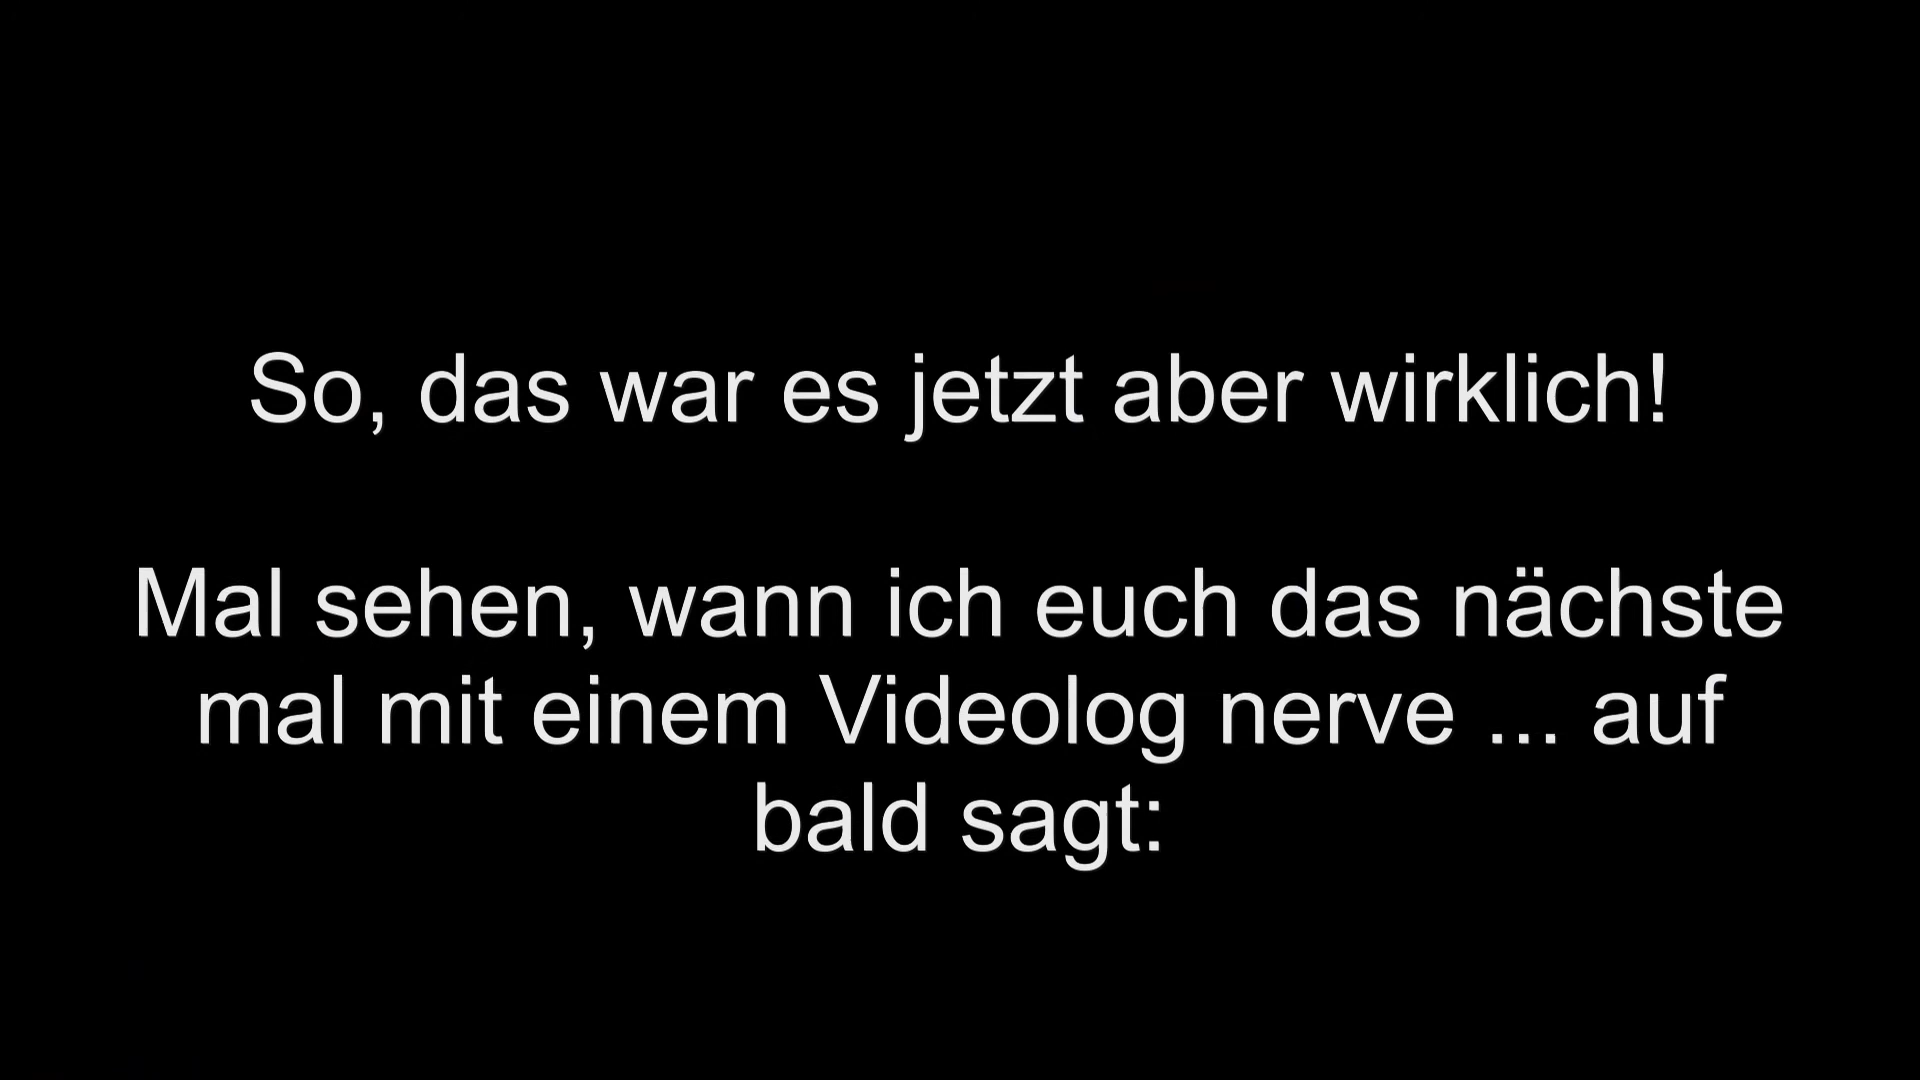 So, das war es jetzt aber wirklich!
Mal sehen, wann ich euch das nächste
mal mit einem Videolog nerve ... auf
bald sagt: